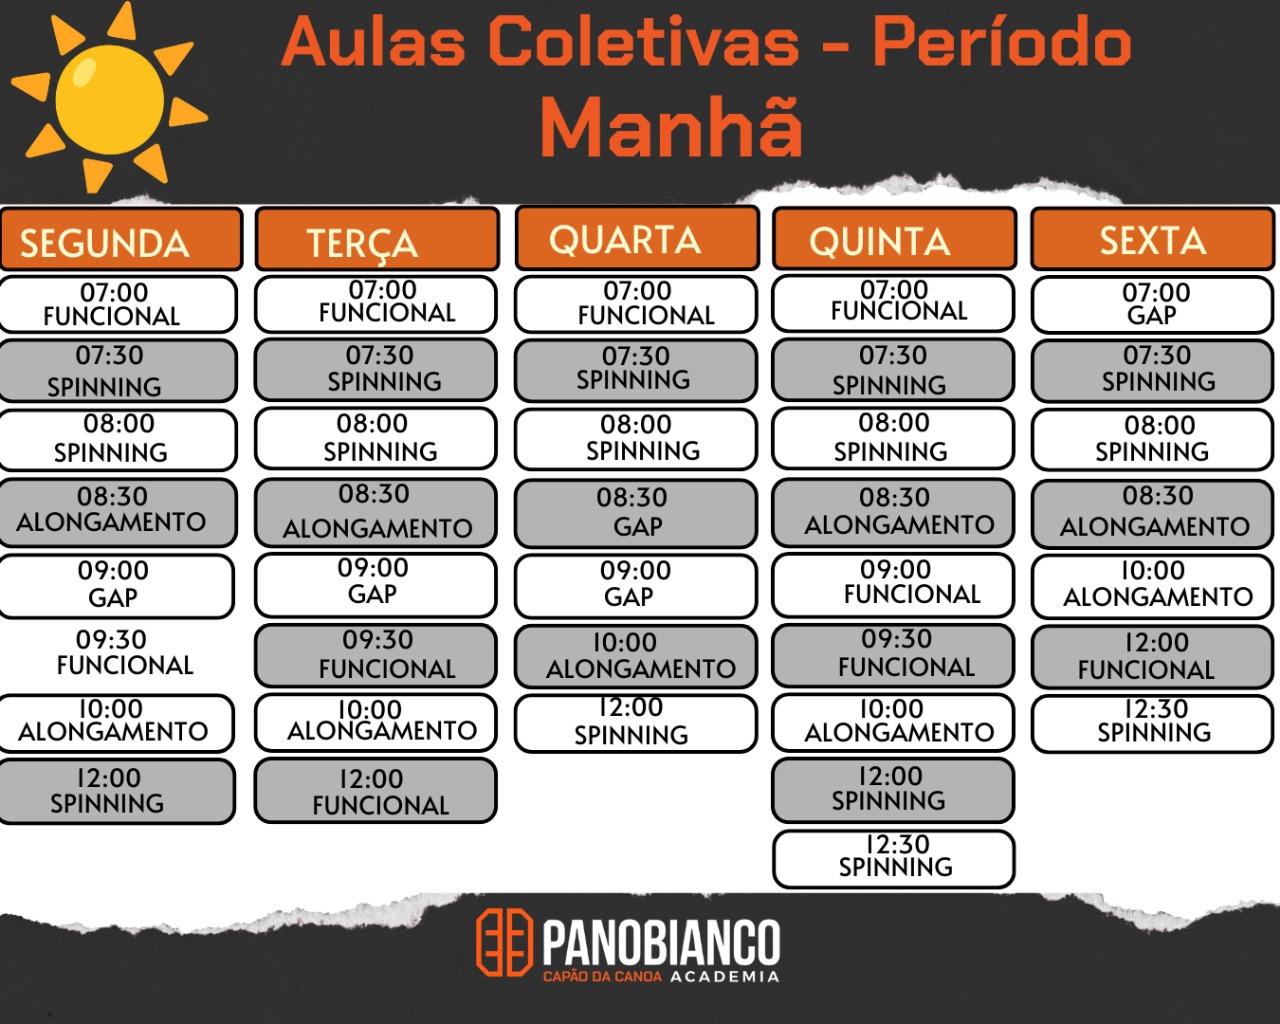 Aulas Coletivas - Período
Manhã
SEGUNDA
07:00
FUNCIONAL
07:30
SPINNING
08:00
SPINNING
08:30
ALONGAMENTO
09:00
GAP
09:30
FUNCIONAL
10:00
ALONGAMENTO
12:00
SPINNING
TERÇA
07:00
FUNCIONAL
07:30
SPINNING
08:00
SPINNING
08:30
ALONGAMENTO
09:00
GAP
09:30
FUNCIONAL
10:00
ALONGAMENTO
12:00
FUNCIONAL
QUARTA
07:00
FUNCIONAL
07:30
SPINNING
08:00
SPINNING
08:30
GAP
09:00
GAP
10:00
ALONGAMENTO
12:00
SPINNING
QUINTA
07:00
FUNCIONAL
07:30
SPINNING
08:00
SPINNING
08:30
ALONGAMENTO
09:00
FUNCIONAL
09:30
FUNCIONAL
10:00
ALONGAMENTO
12:00
SPINNING
12:30
SPINNING
SEXTA
07:00
GAP
07:30
SPINNING
08:00
SPINNING
08:30
ALONGAMENTO
10:00
ALONGAMENTO
12:00
FUNCIONAL
12:30
SPINNING
PANOBIANCO
CAPÃO DA CANOA ACADEMIA